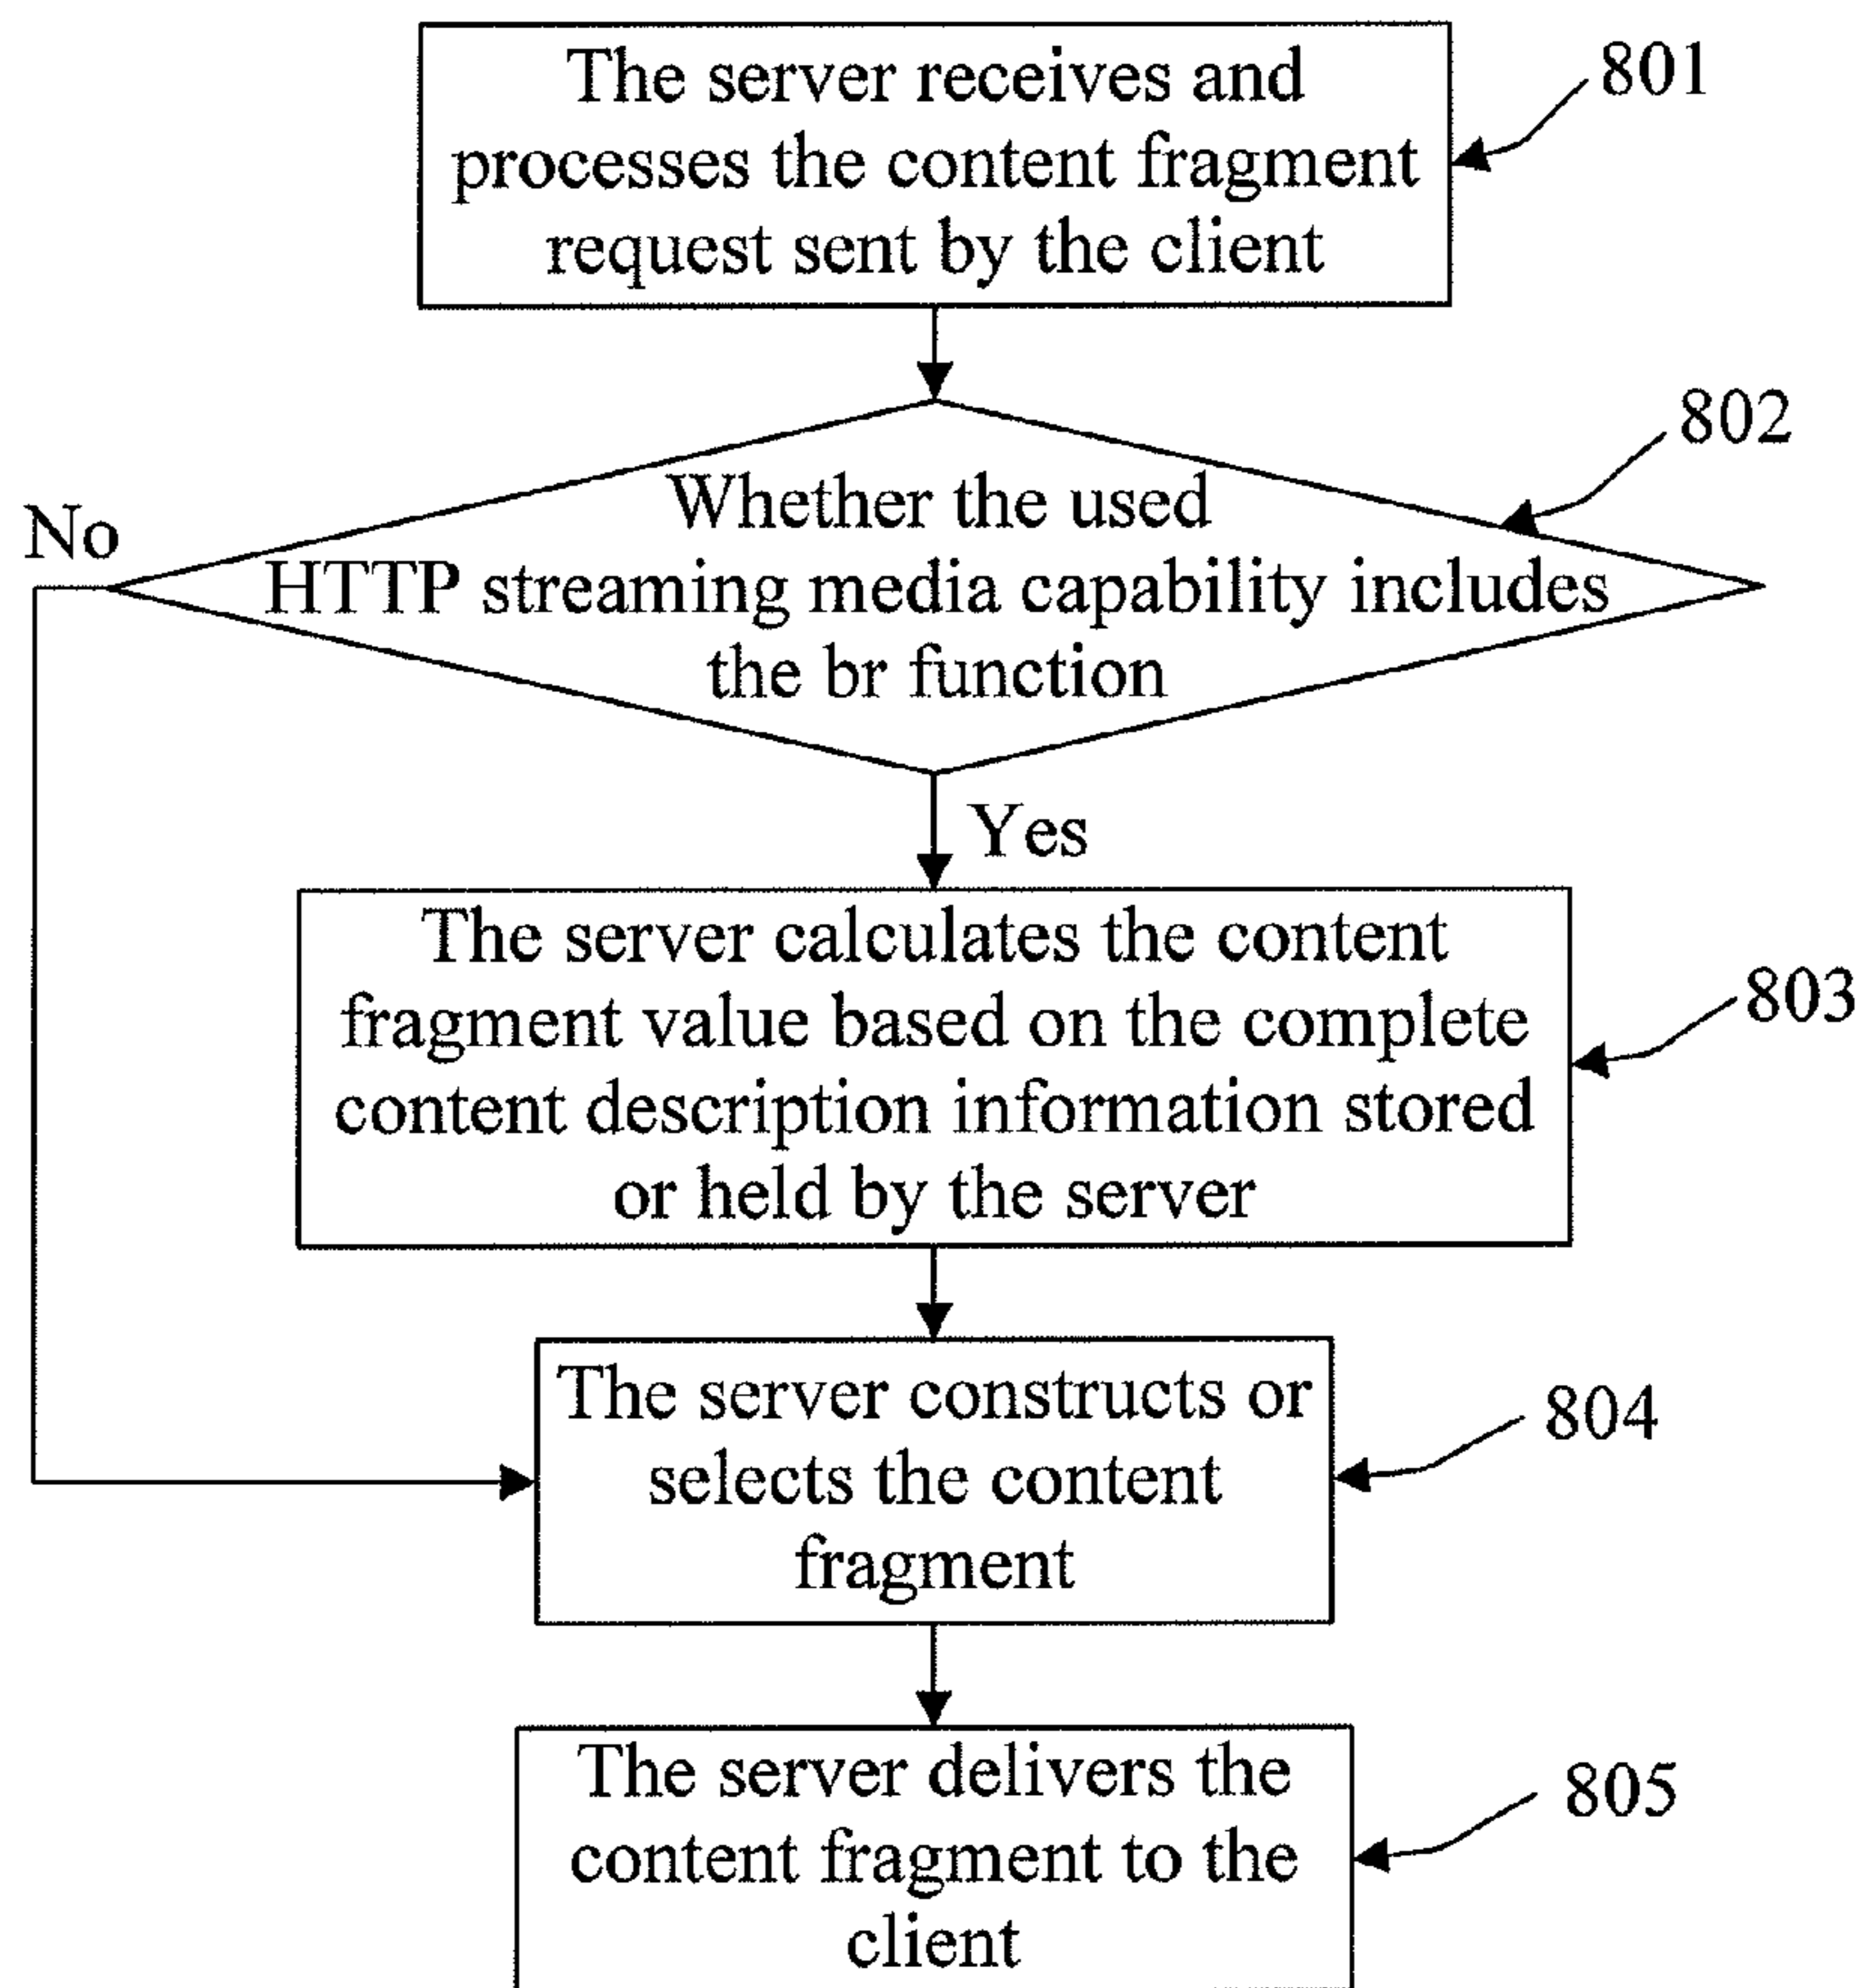 The server receives and
processes the content fragment
request sent by the client
801
802
Whether the used
HTTP streaming media capability includes
the br function
No
Yes
The server calculates the content
fragment value based on the complete
content description information stored
or held by the server
803
The server constructs or
selects the content
fragment
804
The server delivers the
content fragment to the
client
805